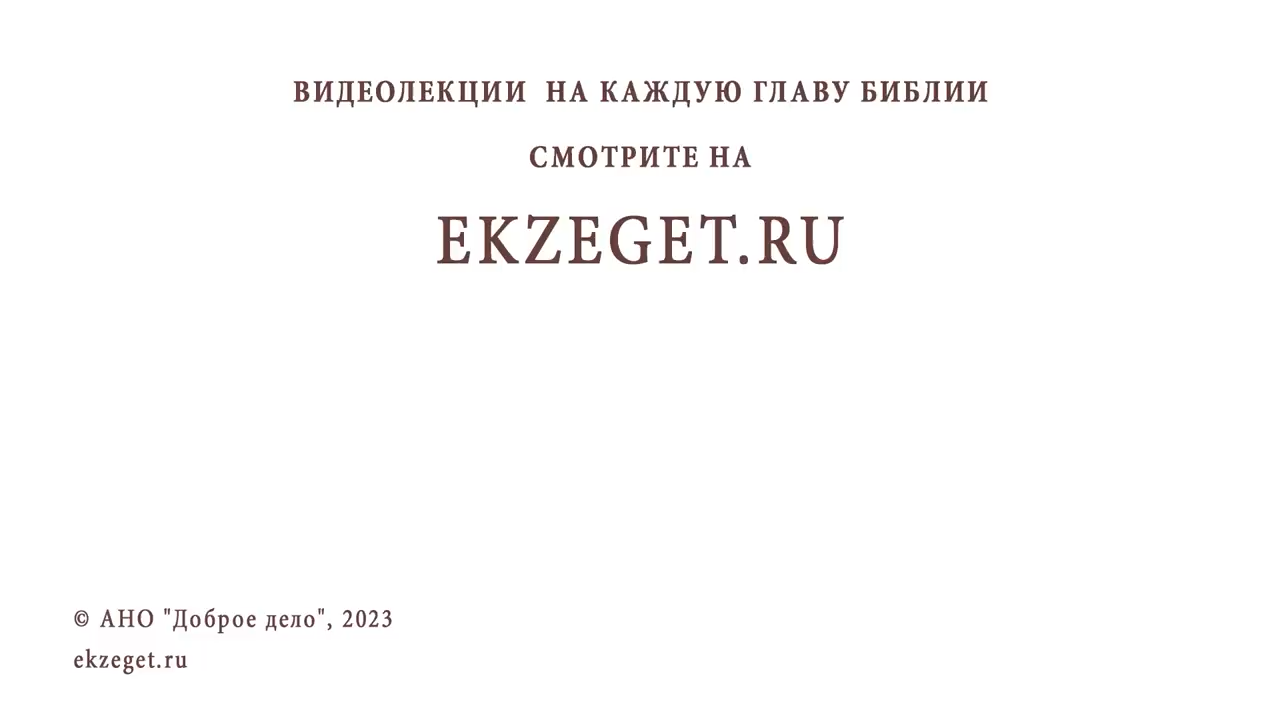 ВИДЕОЛЕКЦИИ НА КАЖДУЮ ГЛАВУ БИБЛИИ
СМОТРИТЕ НА
EKZEGET.RU
© АНО "Доброе дело", 2023
ekzeget.ru